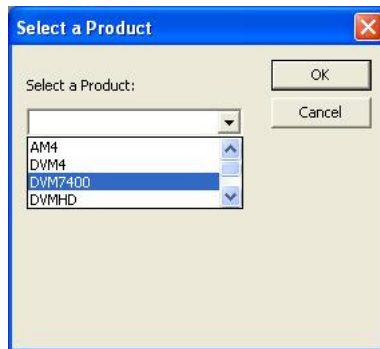 Select a Product
Select a Product:
OK
Cancel
AM4
DVM4
DVM7400
DVMHD